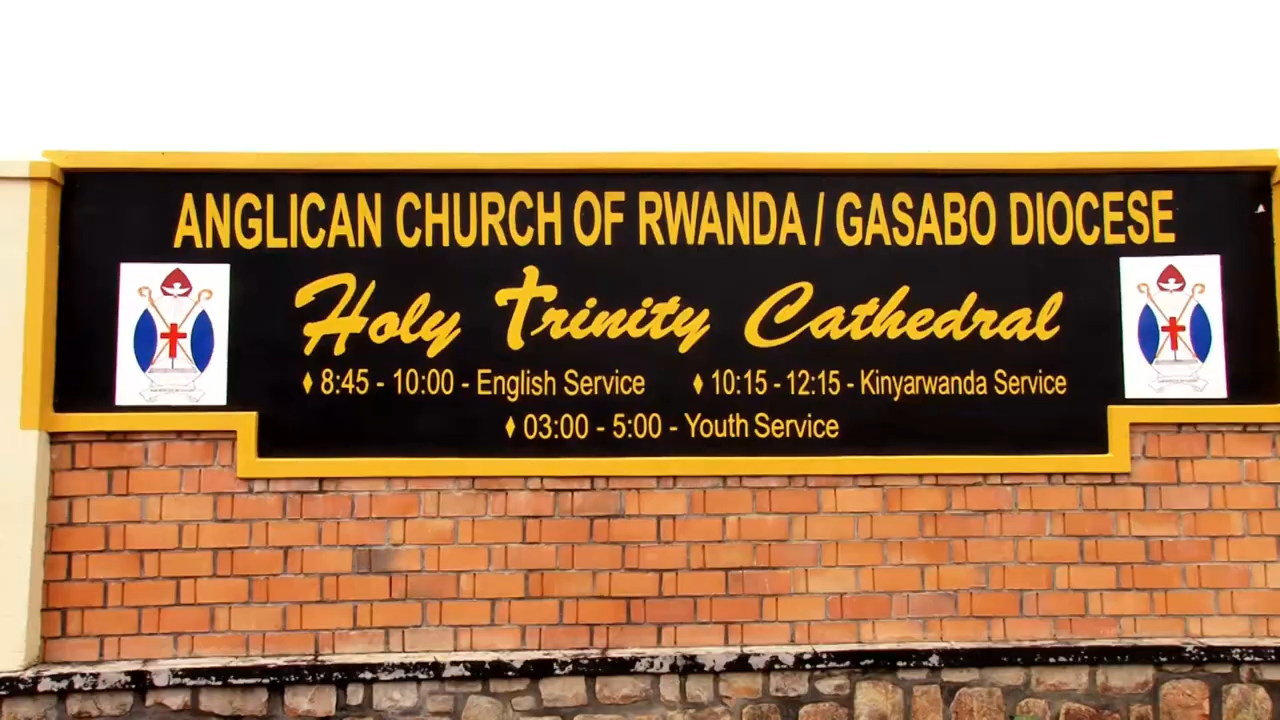 ANGLICAN CHURCH OF RWANDA / GASABO DIOCESE
Holy Trinity Cathedral
♦ 8:45 - 10:00 - English Service ♦ 10:15 - 12:15 - Kinyarwanda Service
♦ 03:00 - 5:00 - Youth Service